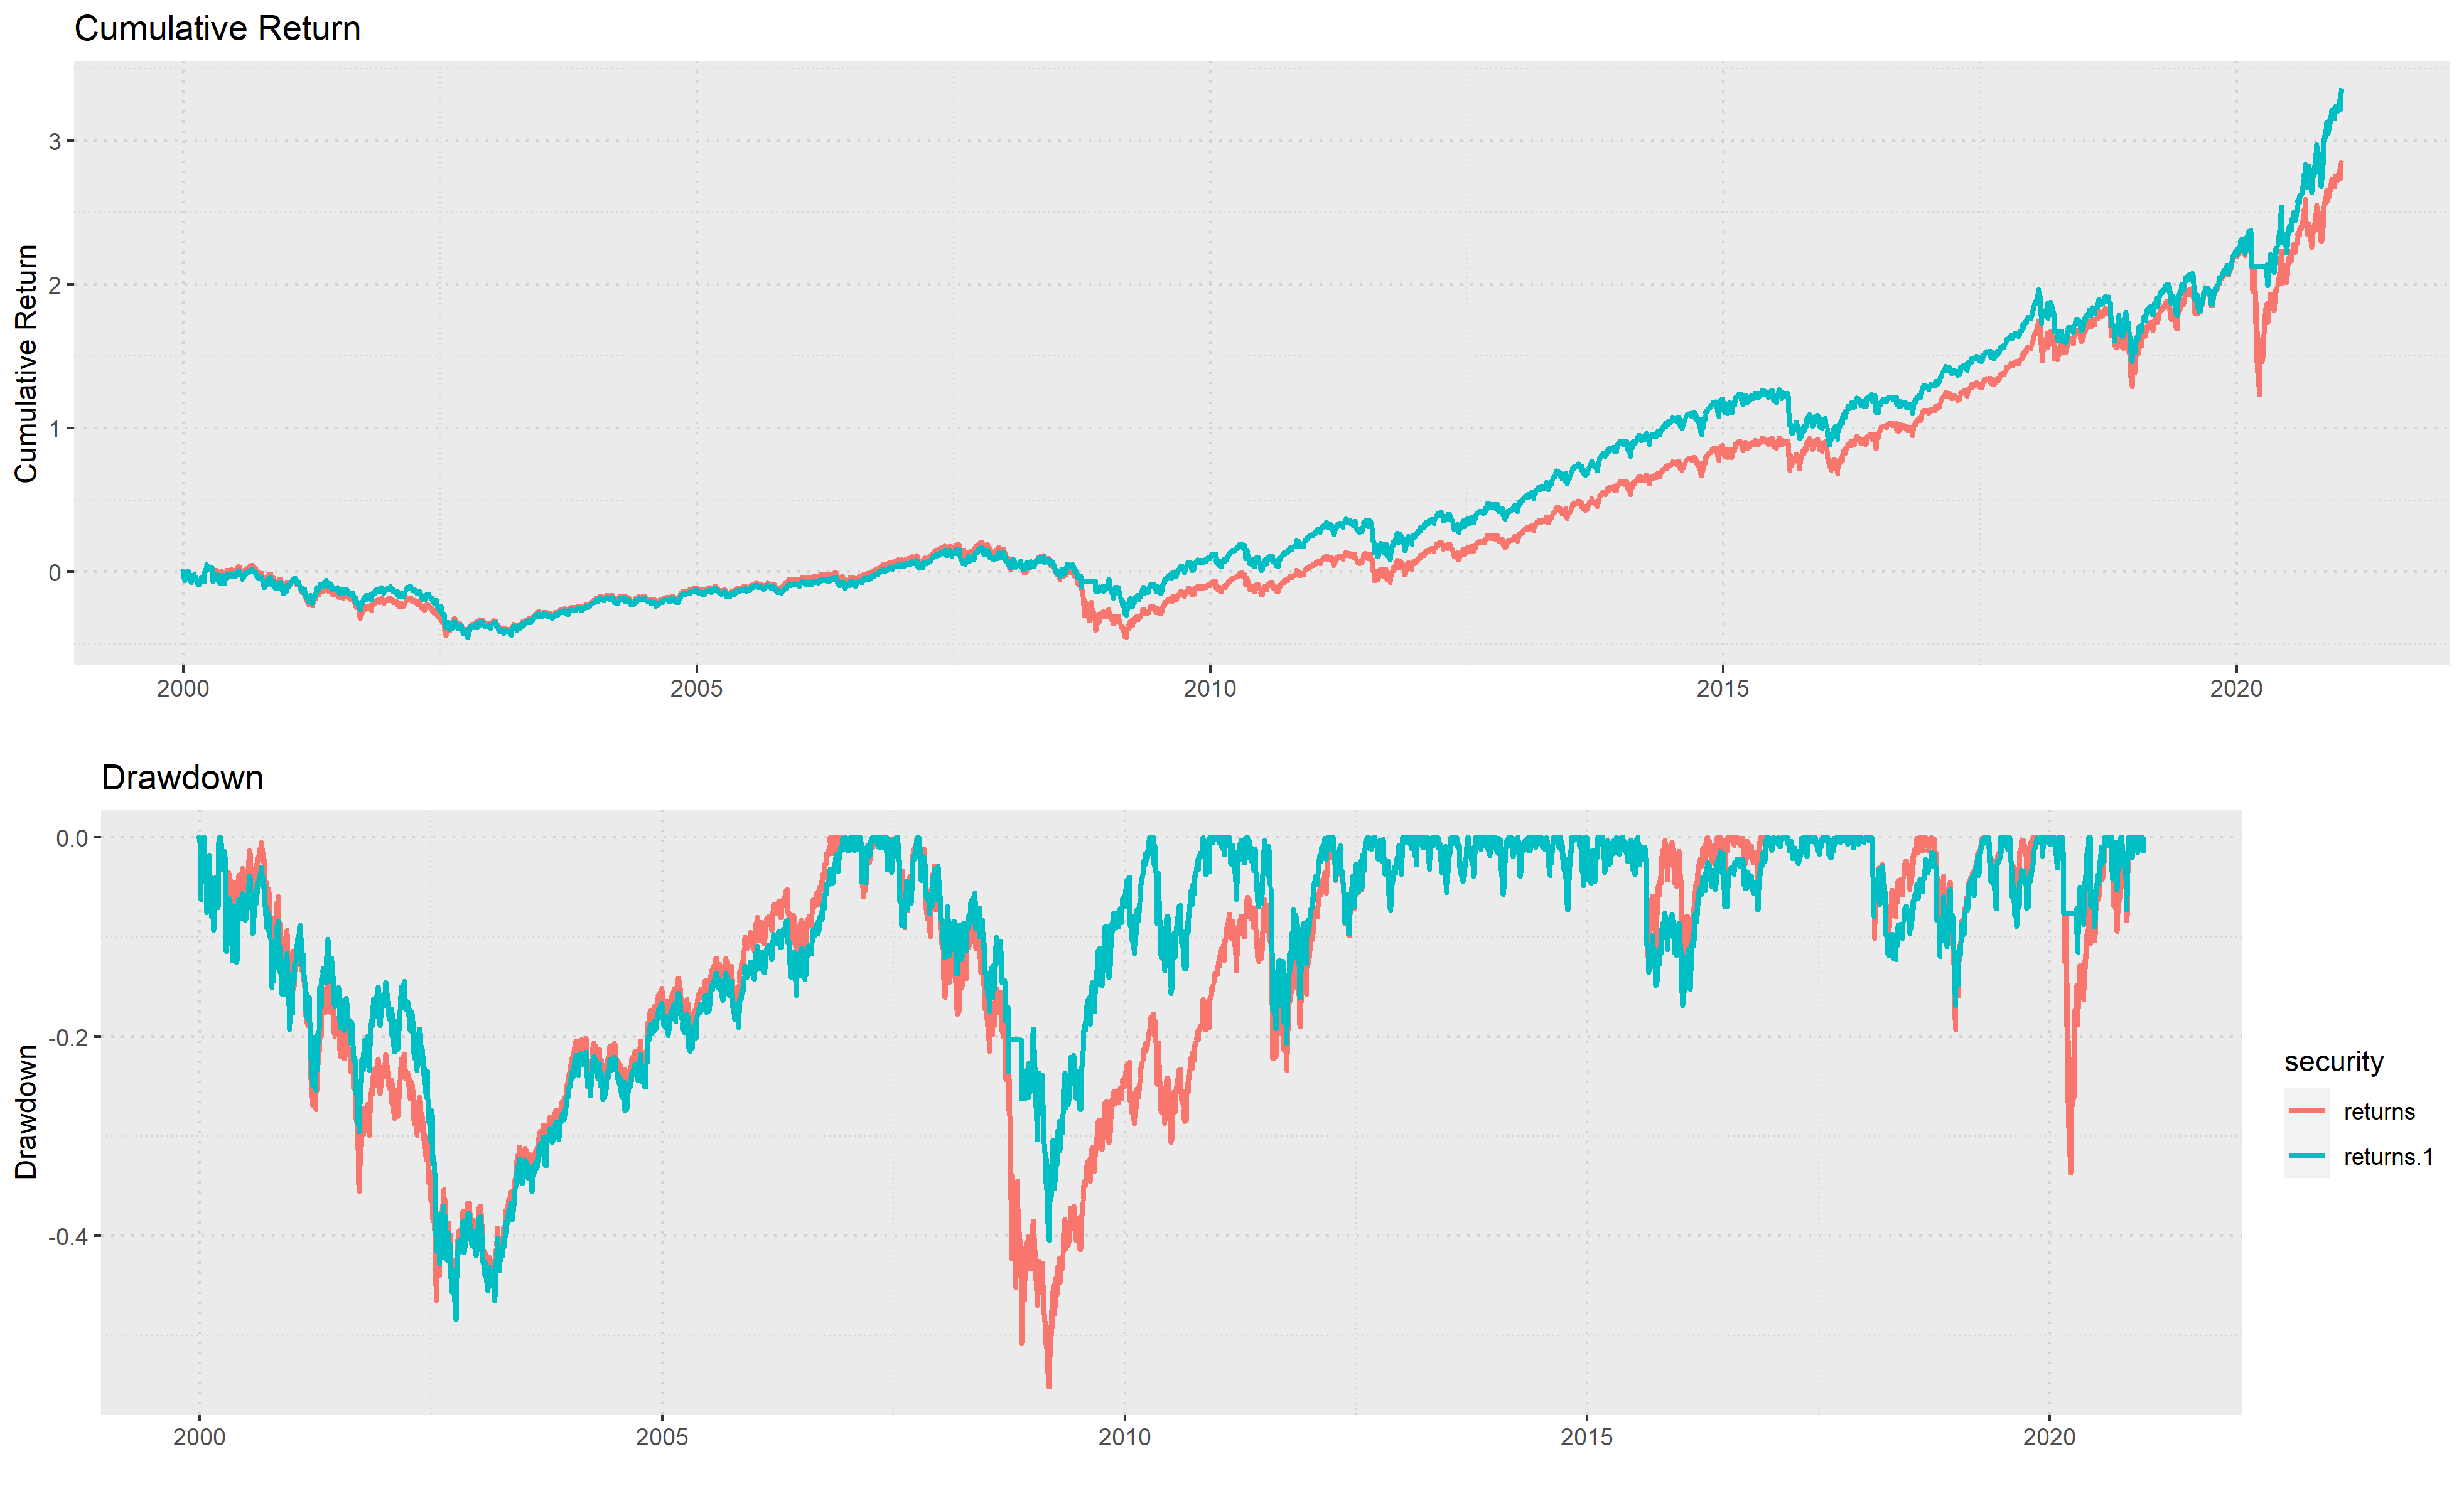 Cumulative Return
Cumulative Return
3
2
1
0
2000 2005 2010 2015 2020
Drawdown
Drawdown
0.0
-0.2
-0.4
2000 2005 2010 2015 2020
security
returns
returns.1